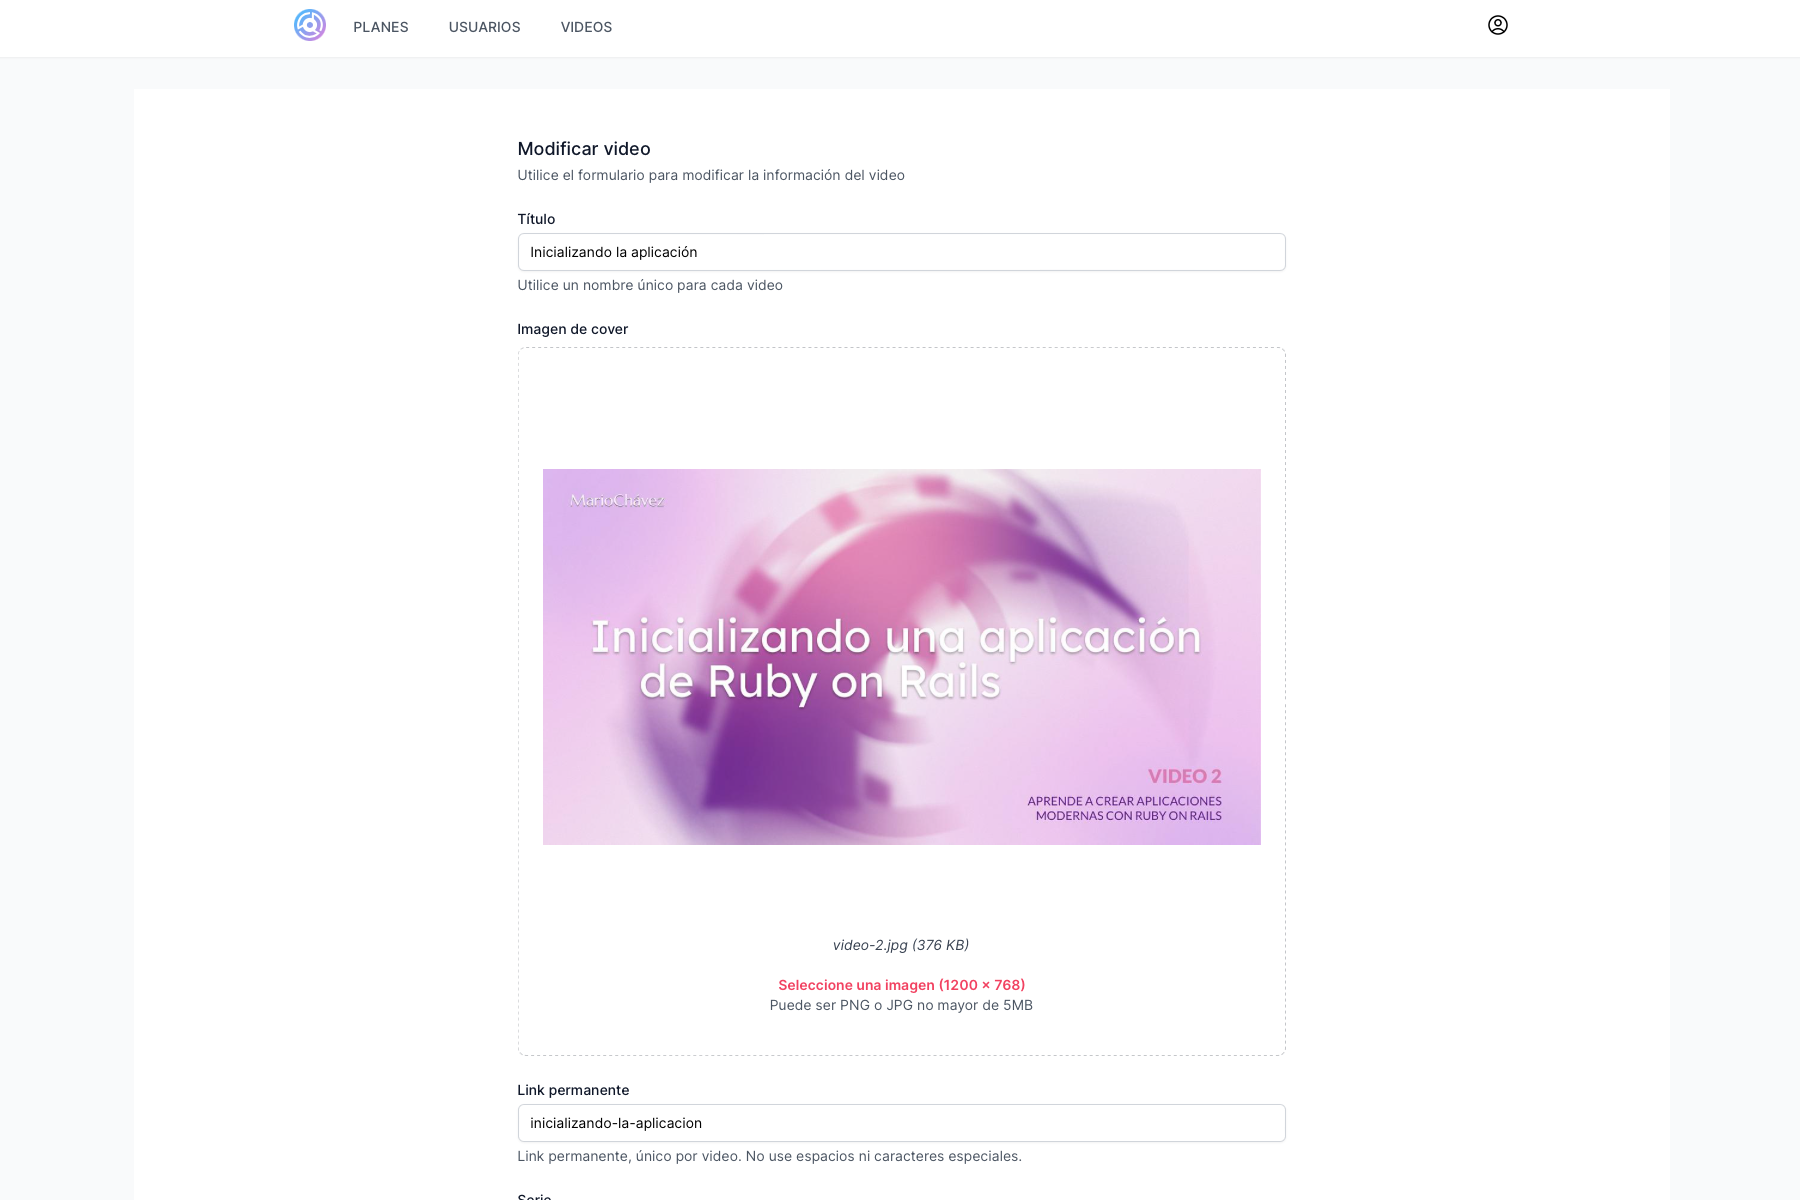 PLANES
USUARIOS
VIDEOS
Modificar video
Utilice el formulario para modificar la información del video
Título
Inicializando la aplicación
Utilice un nombre único para cada video
Imagen de cover
MarioChávez
Inicializando una aplicación
de Ruby on Rails
VIDEO 2
APRENDE A CREAR APLICACIONES
MODERNAS CON RUBY ON RAILS
video-2.jpg (376 KB)
Seleccione una imagen (1200 × 768)
Puede ser PNG o JPG no mayor de 5MB
Link permanente
inicializando-la-aplicacion
Link permanente, único por video. No use espacios ni caracteres especiales.
Serie